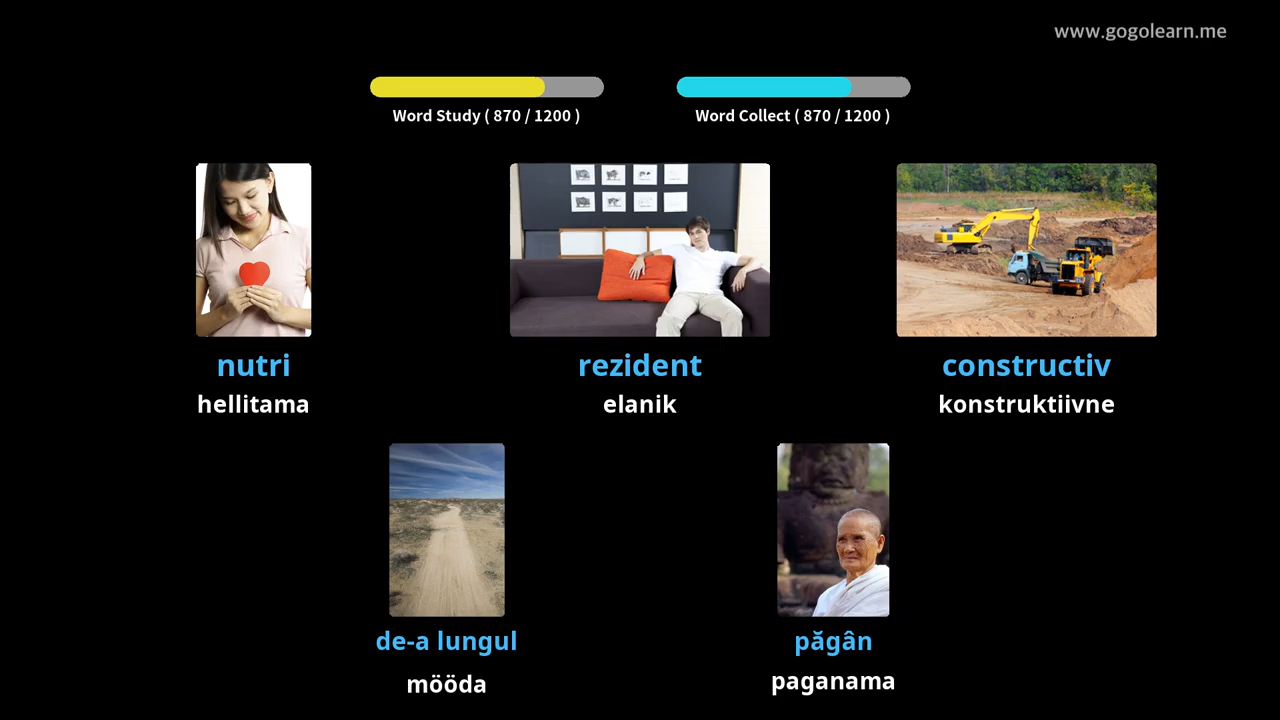 www.gogolearn.me
Word Study ( 870 / 1200 )
Word Collect ( 870 / 1200 )
nutri
hellitama
rezident
elanik
constructiv
konstruktiivne
de-a lungul
mööda
păgân
paganama